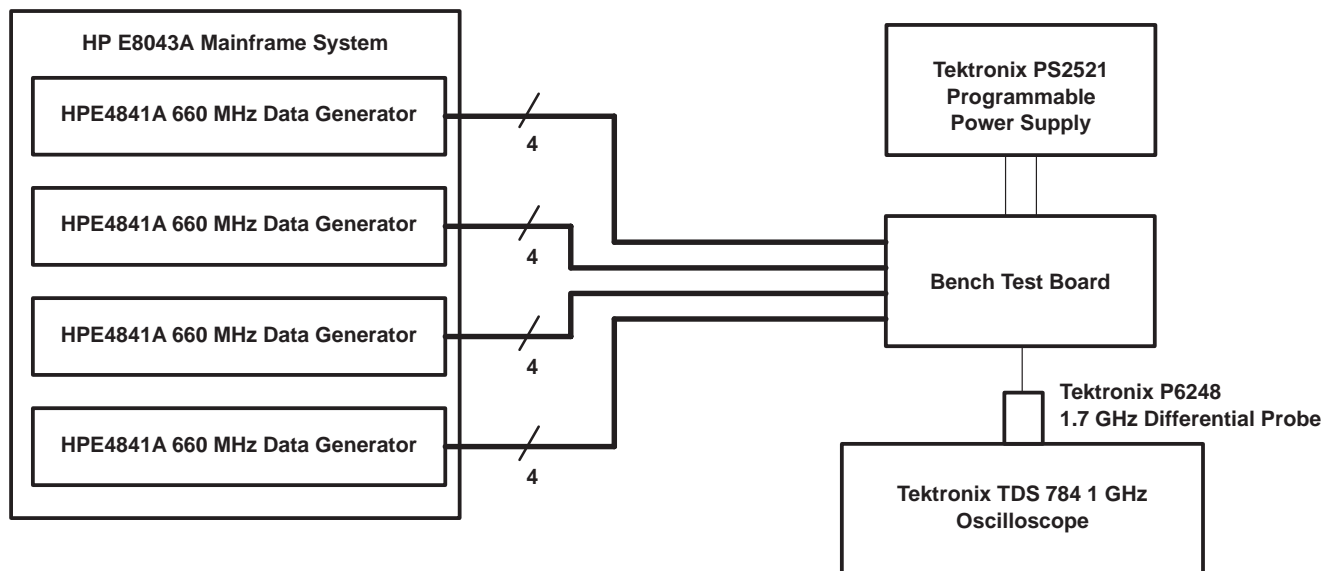 HP E8043A Mainframe System
HPE4841A 660 MHz Data Generator
4
HPE4841A 660 MHz Data Generator
4
HPE4841A 660 MHz Data Generator
4
HPE4841A 660 MHz Data Generator
4
Tektronix PS2521
Programmable
Power Supply
Bench Test Board
Tektronix P6248
1.7 GHz Differential Probe
Tektronix TDS 784 1 GHz
Oscilloscope